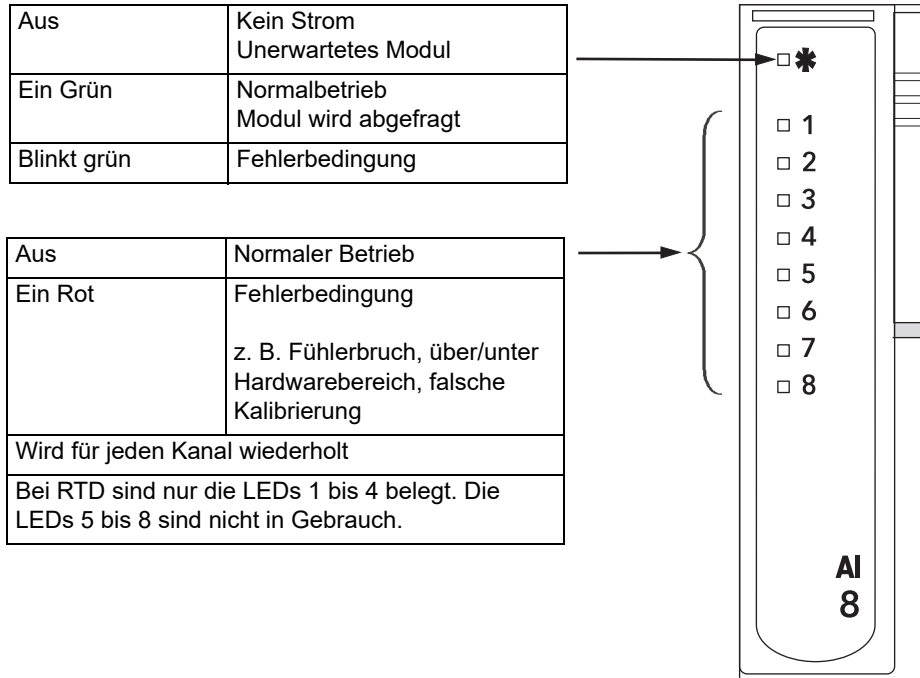 Aus Kein Strom
Unerwartetes Modul
Ein Grün Normalbetrieb
Modul wird abgefragt
Blinkt grün Fehlerbedingung
Aus Normaler Betrieb
Ein Rot Fehlerbedingung
z. B. Fühlerbruch, über/unter
Hardwarebereich, falsche
Kalibrierung
Wird für jeden Kanal wiederholt
Bei RTD sind nur die LEDs 1 bis 4 belegt. Die
LEDs 5 bis 8 sind nicht in Gebrauch.
✱
1
2
3
4
5
6
7
8
AI
8